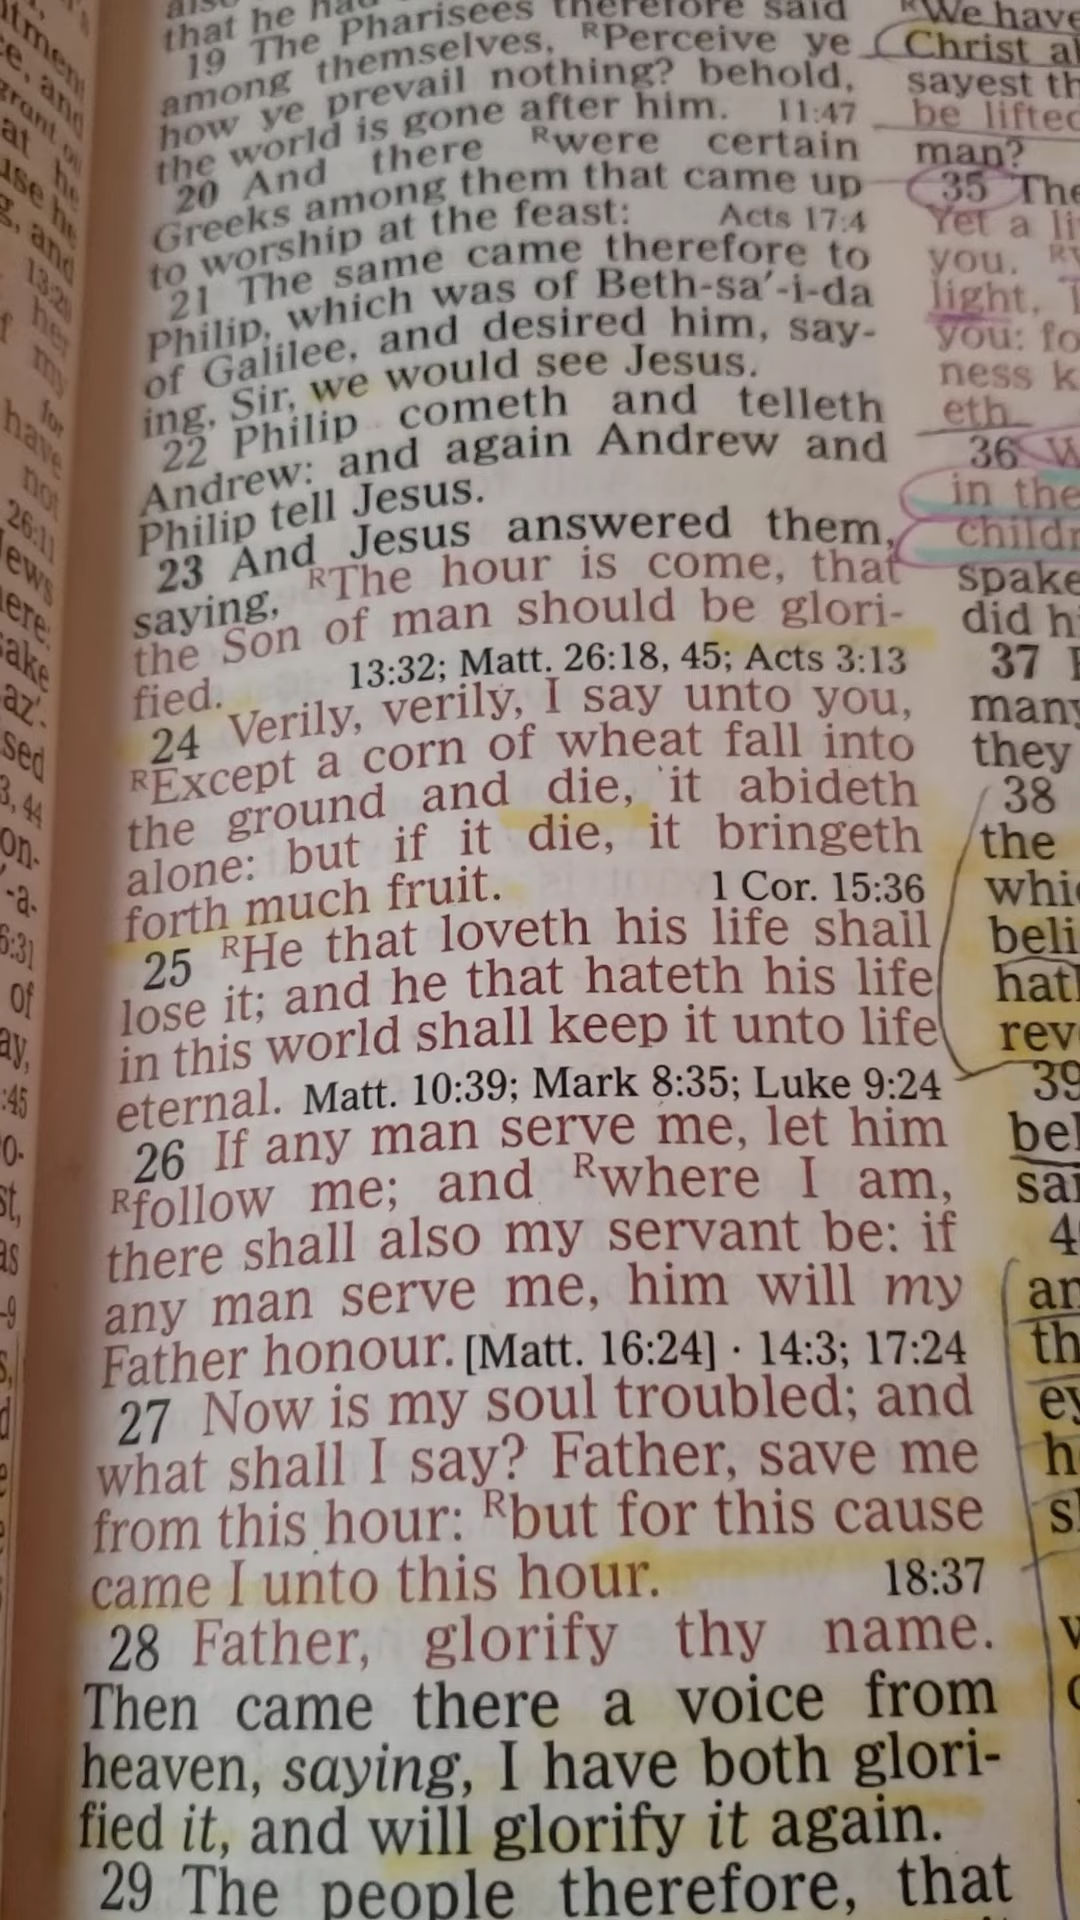 that he had
19 The Pharisees therefore said
among themselves, RPerceive ye
how ye prevail nothing? behold,
the world is gone after him. 11:47
20 And there Rwere certain
Greeks among them that came up
to worship at the feast: Acts 17:4
21 The same came therefore to
Philip, which was of Beth-sa′-i-da
of Galilee, and desired him, say-
ing, Sir, we would see Jesus.
22 Philip cometh and telleth
Andrew: and again Andrew and
Philip tell Jesus.
23 And Jesus answered them,
saying, RThe hour is come, that
the Son of man should be glori-
fied. 13:32; Matt. 26:18, 45; Acts 3:13
24 Verily, verily, I say unto you,
RExcept a corn of wheat fall into
the ground and die, it abideth
alone: but if it die, it bringeth
forth much fruit. 1 Cor. 15:36
25 RHe that loveth his life shall
lose it; and he that hateth his life
in this world shall keep it unto life
eternal. Matt. 10:39; Mark 8:35; Luke 9:24
26 If any man serve me, let him
Rfollow me; and Rwhere I am,
there shall also my servant be: if
any man serve me, him will my
Father honour. [Matt. 16:24] · 14:3; 17:24
27 Now is my soul troubled; and
what shall I say? Father, save me
from this hour: Rbut for this cause
came I unto this hour. 18:37
28 Father, glorify thy name.
Then came there a voice from
heaven, saying, I have both glori-
fied it, and will glorify it again.
29 The people therefore, that
RWe have
Christ
sayest
be
man?
35
Yet a
you.
light,
you:
ness
eth
36
in the
spake
did
37
many
they
38
the
39
4